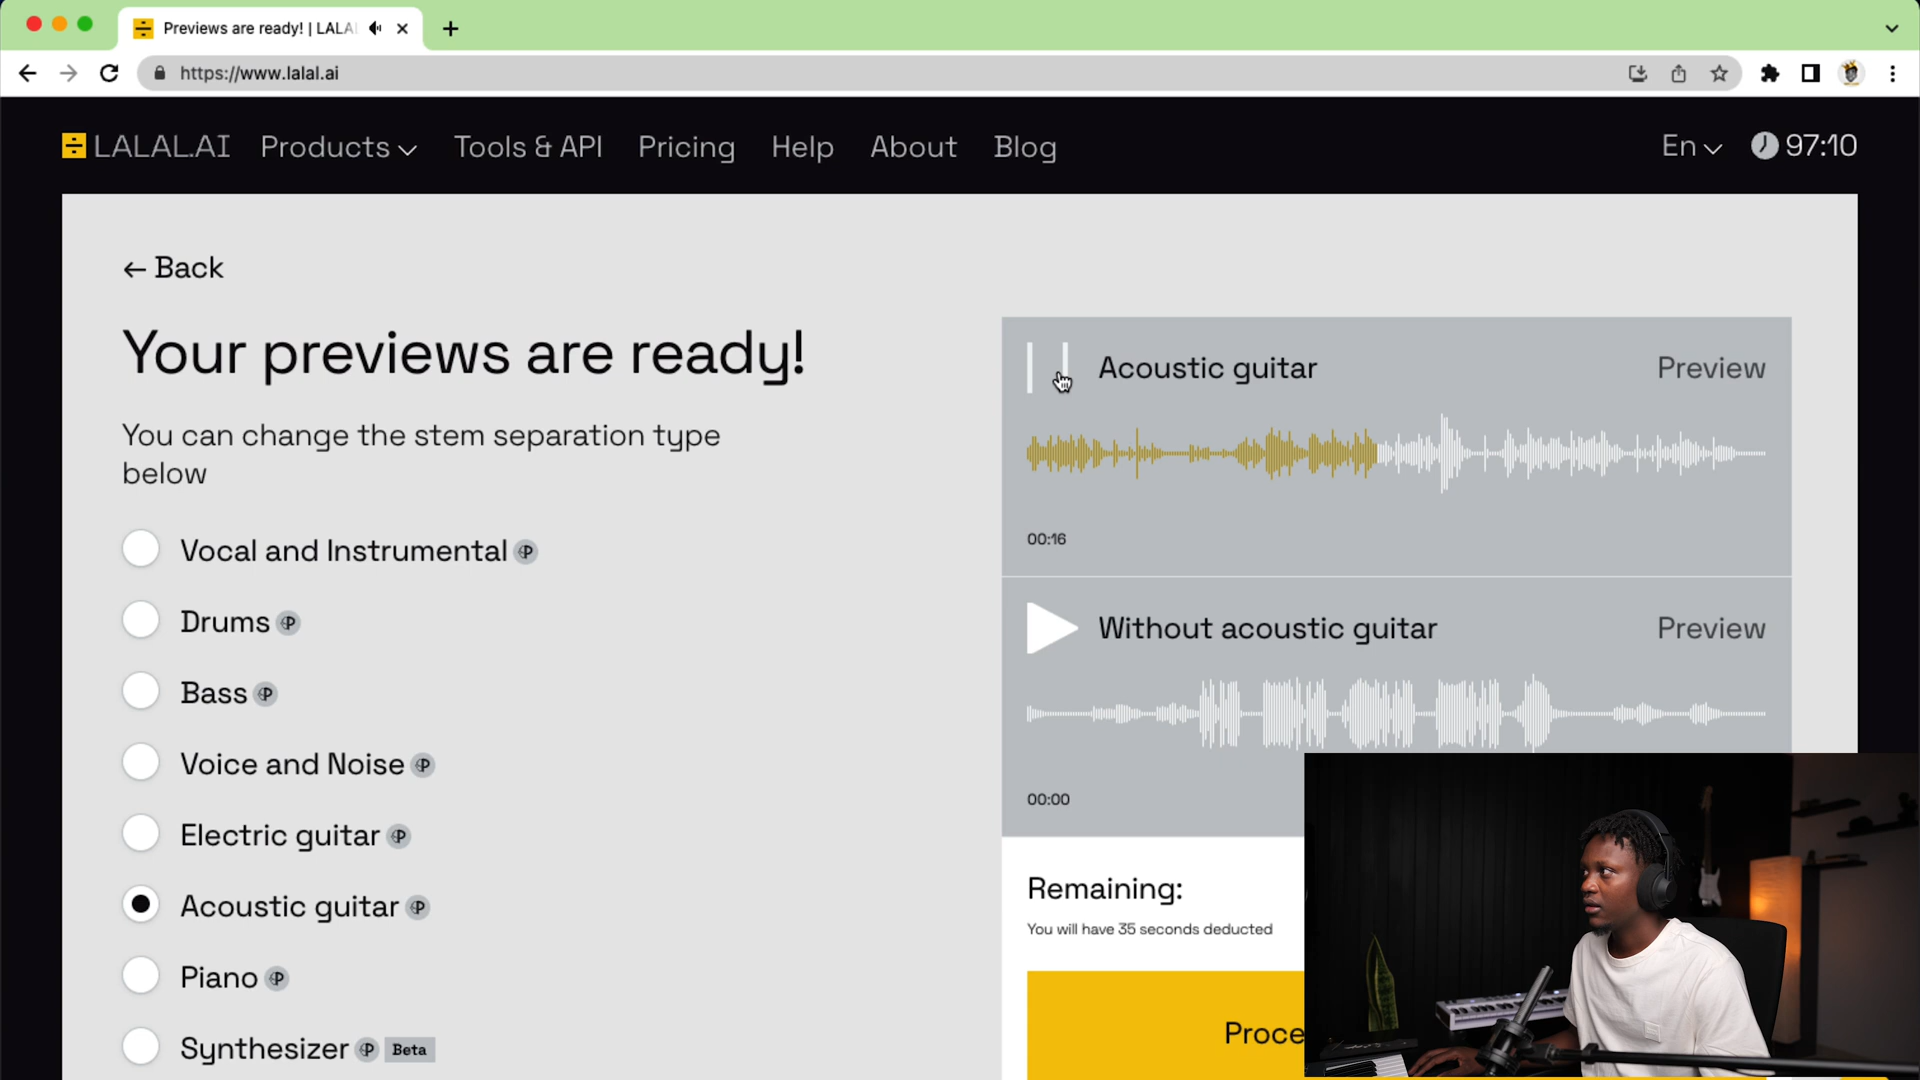 Previews are ready! | LALA
https://www.lalal.ai
LALAL.AI Products Tools & API Pricing Help About Blog En 97:10
← Back
Your previews are ready!
You can change the stem separation type
below
Vocal and Instrumental
Drums
Bass
Voice and Noise
Electric guitar
Acoustic guitar
Piano
Synthesizer Beta
Acoustic guitar Preview
00:16
Without acoustic guitar Preview
00:00
Remaining:
You will have 35 seconds deducted
Proce